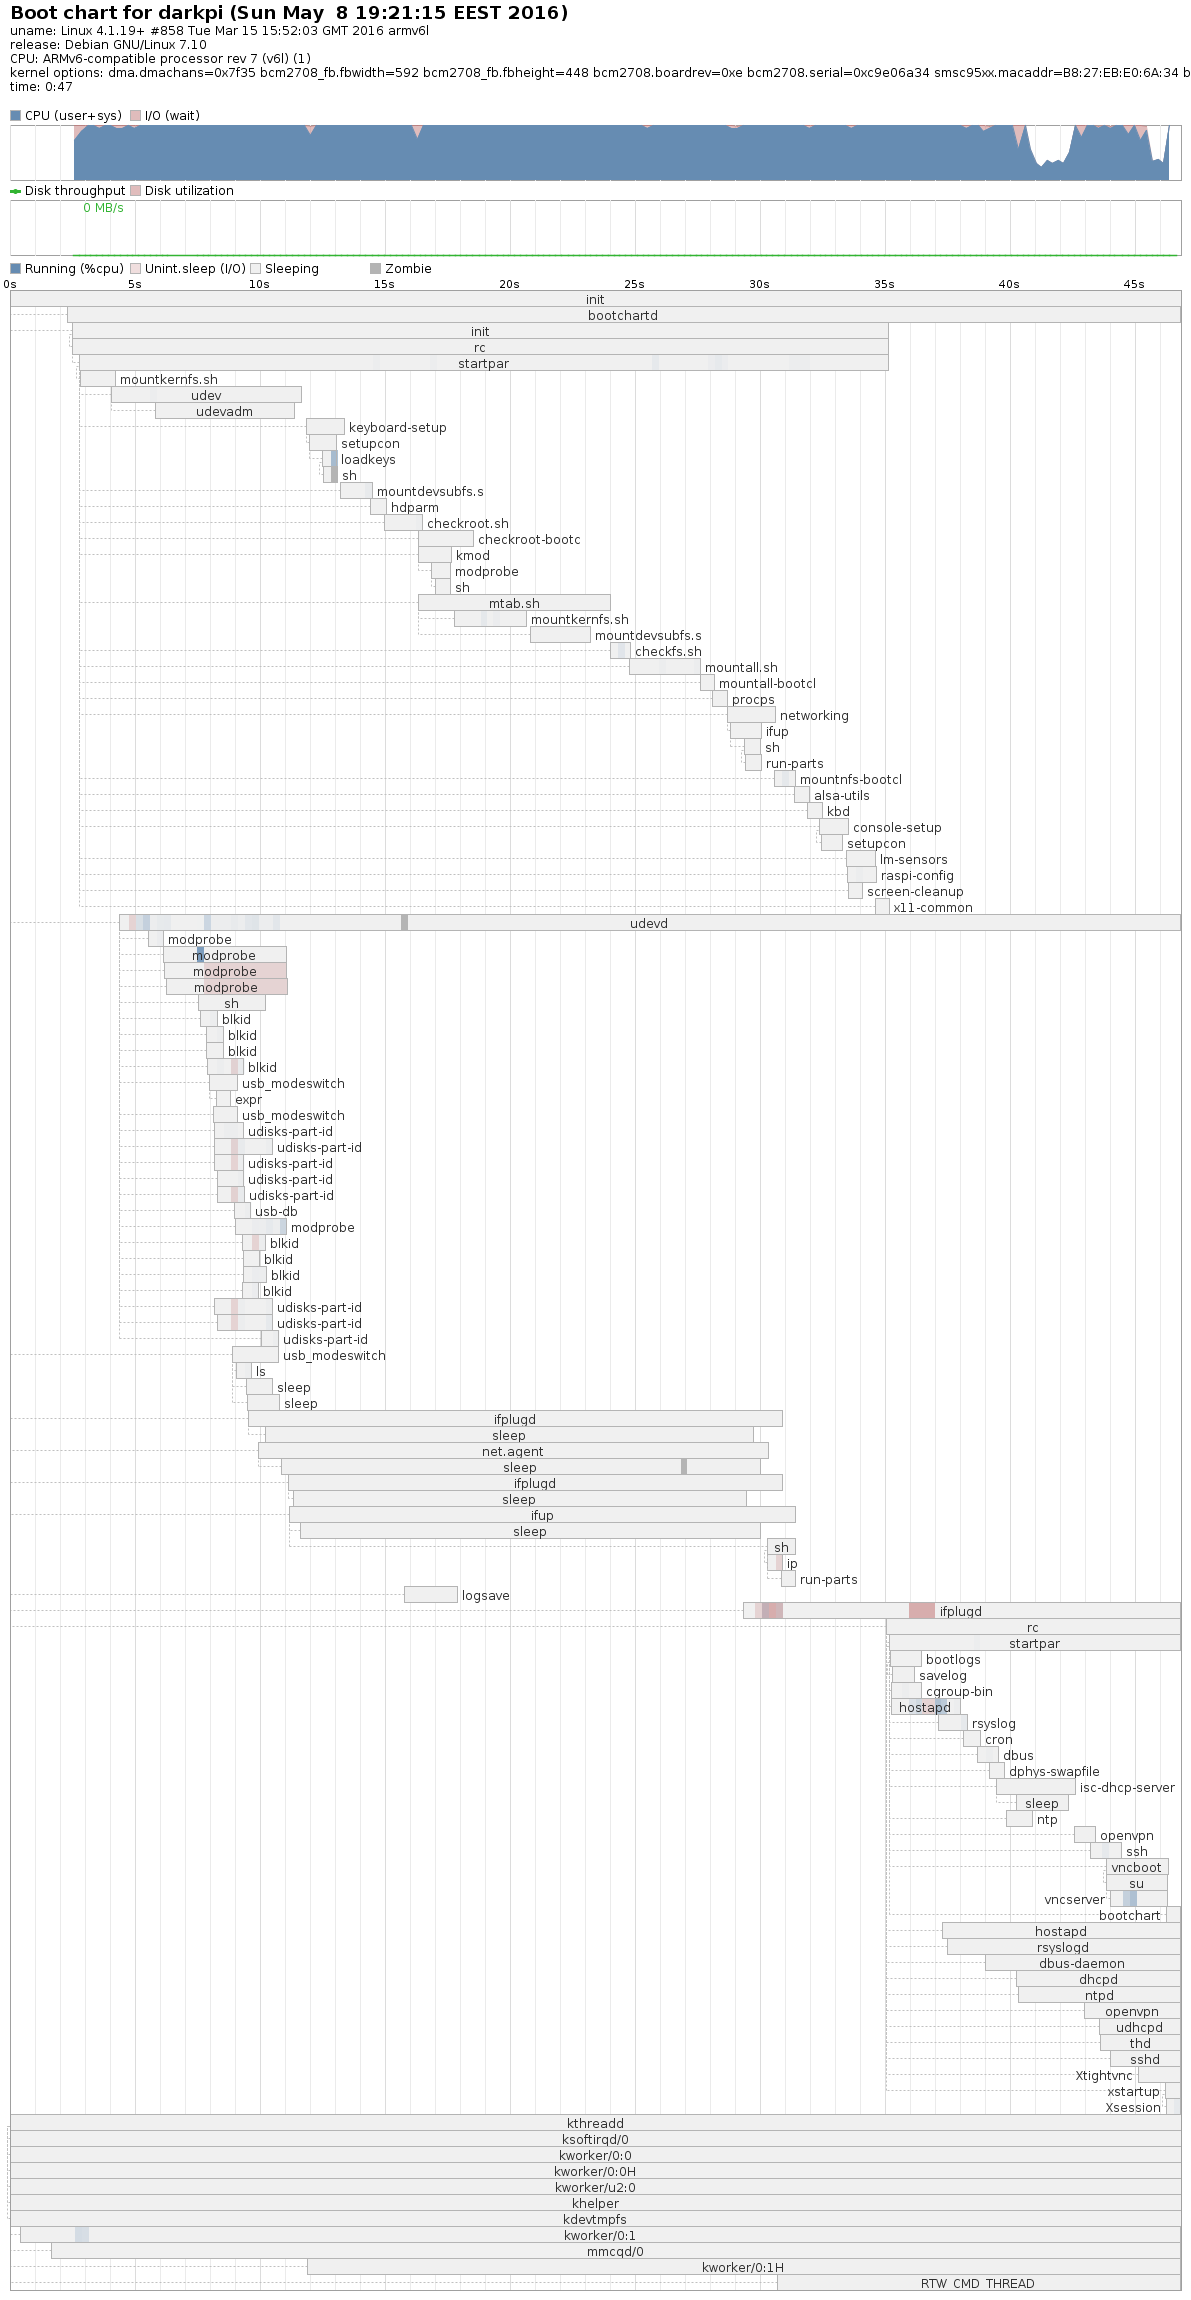 Boot chart for darkpi (Sun May  8 19:21:15 EEST 2016)
uname: Linux 4.1.19+ #858 Tue Mar 15 15:52:03 GMT 2016 armv6l
release: Debian GNU/Linux 7.10
CPU: ARMv6-compatible processor rev 7 (v6l) (1)
kernel options: dma.dmachans=0x7f35 bcm2708_fb.fbwidth=592 bcm2708_fb.fbheight=448 bcm2708.boardrev=0xe bcm2708.serial=0xc9e06a34 smsc95xx.macaddr=B8:27:EB:E0:6A:34 b
time: 0:47
CPU (user+sys) I/O (wait)
Disk throughput Disk utilization
0 MB/s
Running (%cpu) Unint.sleep (I/O) Sleeping Zombie
0s 5s 10s 15s 20s 25s 30s 35s 40s 45s
init
bootchartd
init
rc
startpar
mountkernfs.sh
udev
udevadm
keyboard-setup
setupcon
loadkeys
sh
mountdevsubfs.s
hdparm
checkroot.sh
checkroot-bootc
kmod
modprobe
sh
mtab.sh
mountkernfs.sh
mountdevsubfs.s
checkfs.sh
mountall.sh
mountall-bootcl
procps
networking
ifup
sh
run-parts
mountnfs-bootcl
alsa-utils
kbd
console-setup
setupcon
lm-sensors
raspi-config
screen-cleanup
x11-common
udevd
modprobe
modprobe
modprobe
modprobe
sh
blkid
blkid
blkid
blkid
usb_modeswitch
expr
usb_modeswitch
udisks-part-id
udisks-part-id
udisks-part-id
udisks-part-id
udisks-part-id
usb-db
modprobe
blkid
blkid
blkid
blkid
udisks-part-id
udisks-part-id
udisks-part-id
usb_modeswitch
ls
sleep
sleep
ifplugd
sleep
net.agent
sleep
ifplugd
sleep
ifup
sleep
sh
ip
run-parts
logsave
ifplugd
rc
startpar
bootlogs
savelog
cgroup-bin
hostapd
rsyslog
cron
dbus
dphys-swapfile
isc-dhcp-server
sleep
ntp
openvpn
ssh
vncboot
su
vncserver
bootchart
hostapd
rsyslogd
dbus-daemon
dhcpd
ntpd
openvpn
udhcpd
thd
sshd
Xtightvnc
xstartup
Xsession
kthreadd
ksoftirqd/0
kworker/0:0
kworker/0:0H
kworker/u2:0
khelper
kdevtmpfs
kworker/0:1
mmcqd/0
kworker/0:1H
RTW_CMD_THREAD